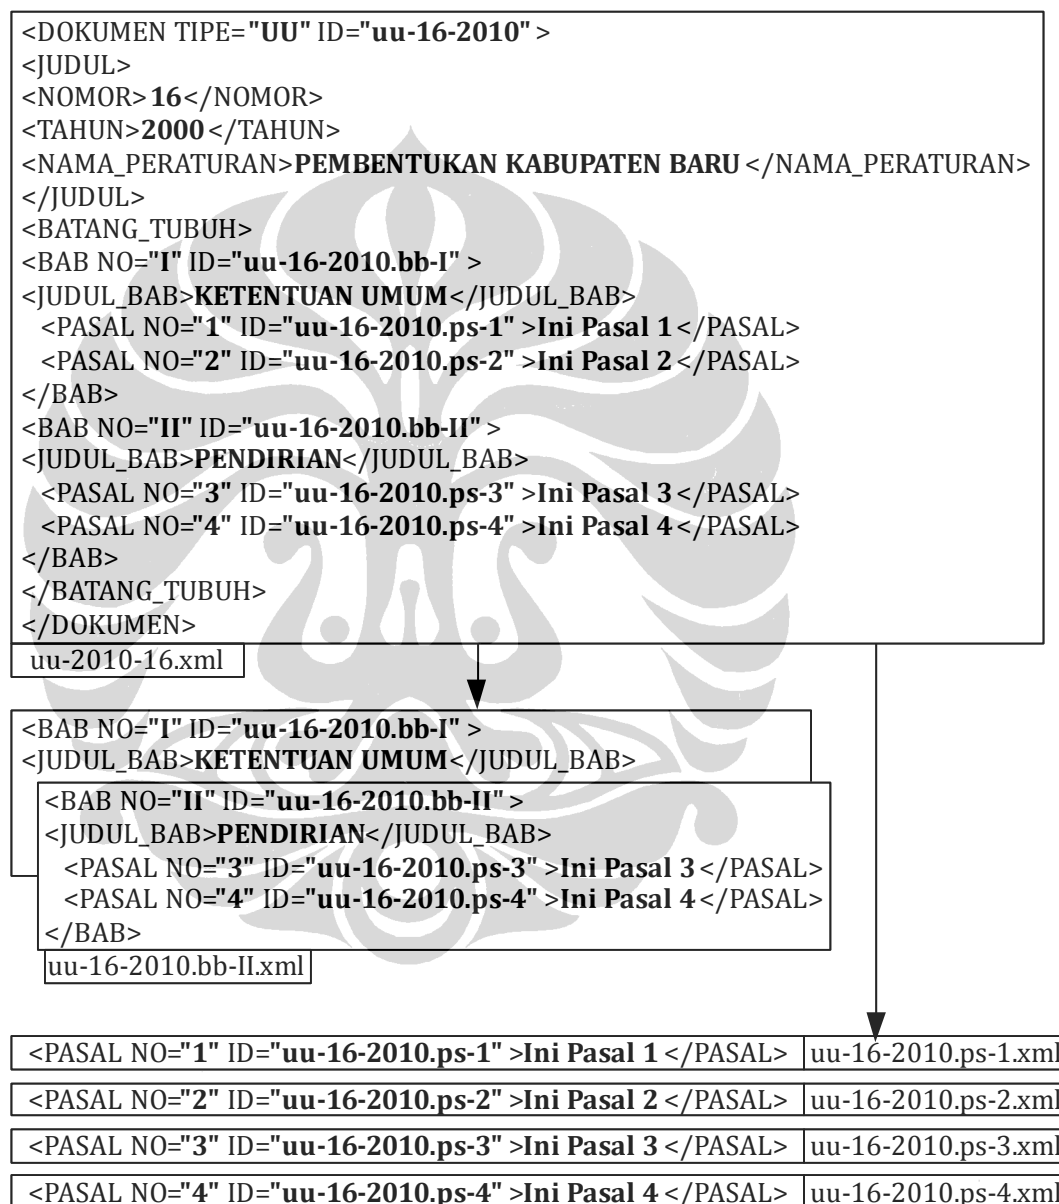 <DOKUMEN TIPE="UU" ID="uu-16-2010" >
<JUDUL>
<NOMOR>16</NOMOR>
<TAHUN>2000</TAHUN>
<NAMA_PERATURAN>PEMBENTUKAN KABUPATEN BARU</NAMA_PERATURAN>
</JUDUL>
<BATANG_TUBUH>
<BAB NO="I" ID="uu-16-2010.bb-I" >
<JUDUL_BAB>KETENTUAN UMUM</JUDUL_BAB>
<PASAL NO="1" ID="uu-16-2010.ps-1" >Ini Pasal 1</PASAL>
<PASAL NO="2" ID="uu-16-2010.ps-2" >Ini Pasal 2</PASAL>
</BAB>
<BAB NO="II" ID="uu-16-2010.bb-II" >
<JUDUL_BAB>PENDIRIAN</JUDUL_BAB>
<PASAL NO="3" ID="uu-16-2010.ps-3" >Ini Pasal 3</PASAL>
<PASAL NO="4" ID="uu-16-2010.ps-4" >Ini Pasal 4</PASAL>
</BAB>
</BATANG_TUBUH>
</DOKUMEN>
uu-2010-16.xml
<BAB NO="I" ID="uu-16-2010.bb-I" >
<JUDUL_BAB>KETENTUAN UMUM</JUDUL_BAB>
<BAB NO="II" ID="uu-16-2010.bb-II" >
<JUDUL_BAB>PENDIRIAN</JUDUL_BAB>
<PASAL NO="3" ID="uu-16-2010.ps-3" >Ini Pasal 3</PASAL>
<PASAL NO="4" ID="uu-16-2010.ps-4" >Ini Pasal 4</PASAL>
</BAB>
uu-16-2010.bb-II.xml
<PASAL NO="1" ID="uu-16-2010.ps-1" >Ini Pasal 1</PASAL> uu-16-2010.ps-1.xml
<PASAL NO="2" ID="uu-16-2010.ps-2" >Ini Pasal 2</PASAL> uu-16-2010.ps-2.xml
<PASAL NO="3" ID="uu-16-2010.ps-3" >Ini Pasal 3</PASAL> uu-16-2010.ps-3.xml
<PASAL NO="4" ID="uu-16-2010.ps-4" >Ini Pasal 4</PASAL> uu-16-2010.ps-4.xml